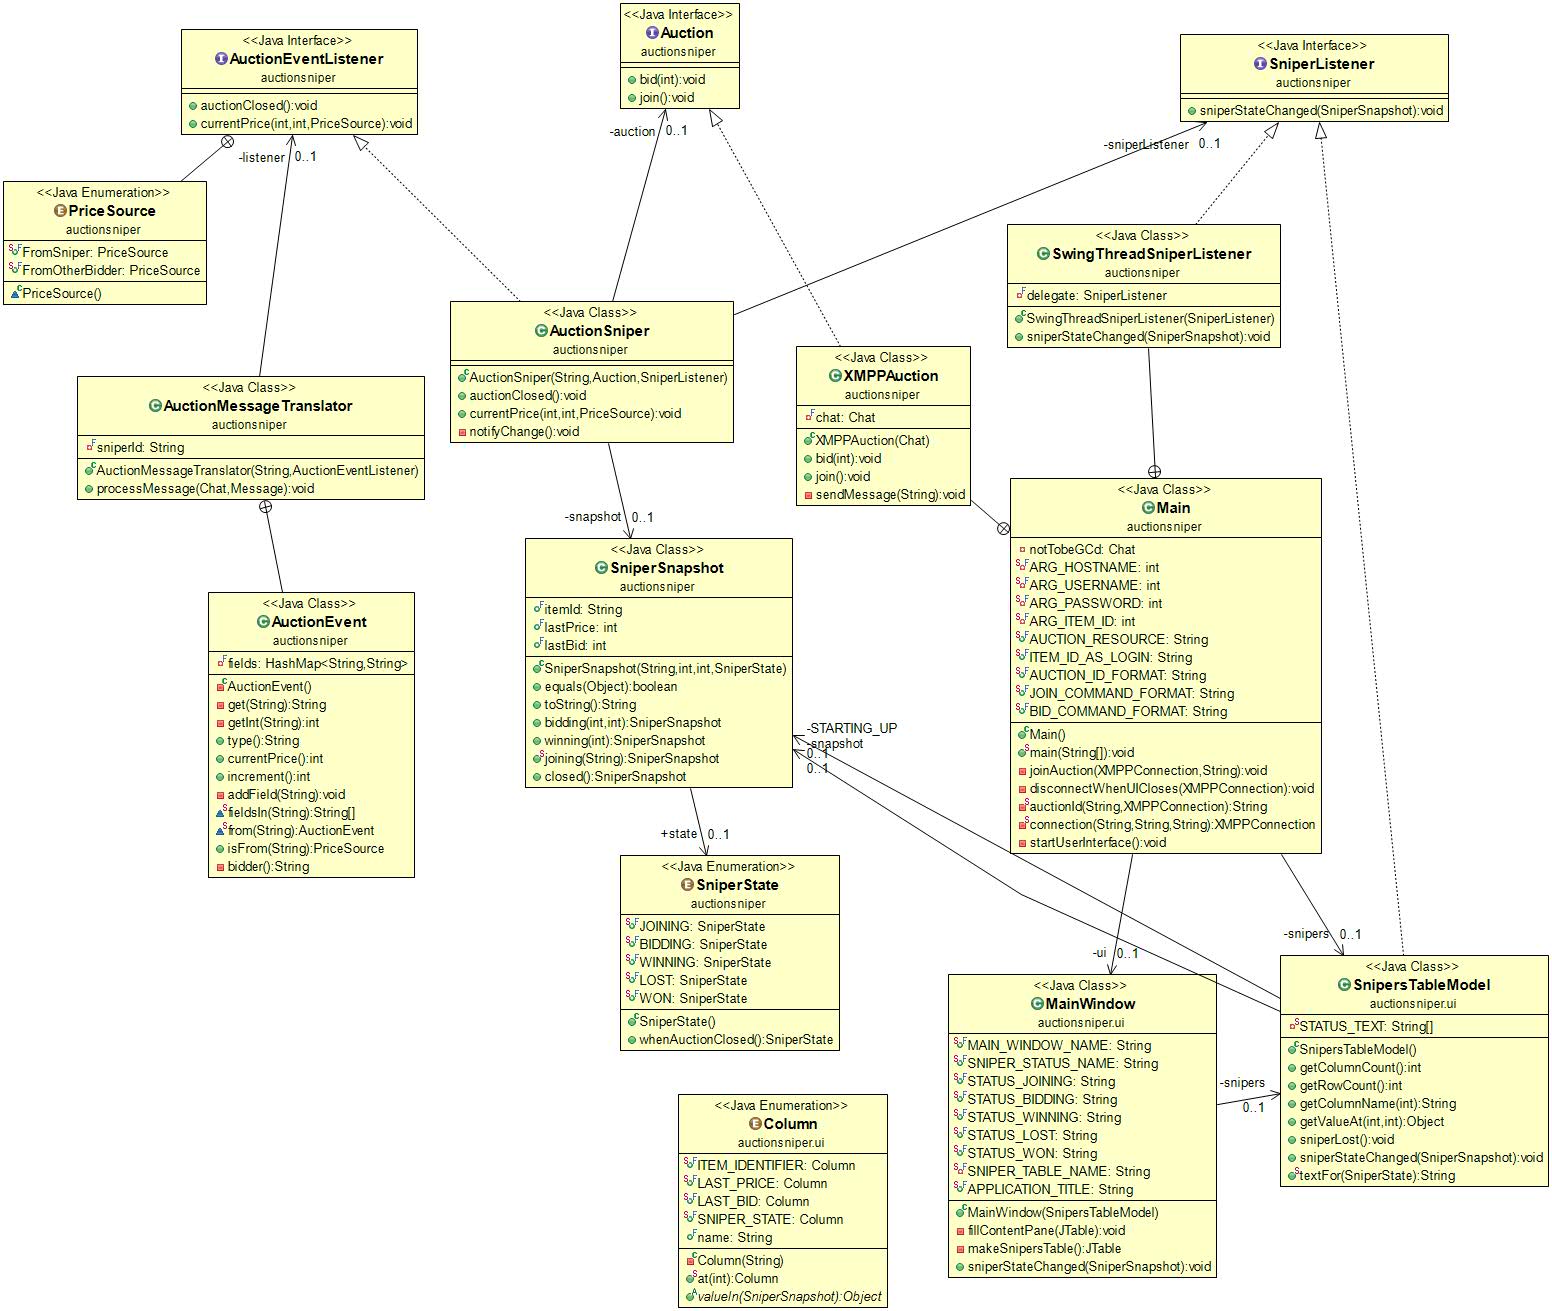 <<Java Interface>>
AuctionEventListener
auctionsniper
auctionClosed():void
currentPrice(int,int,PriceSource):void
<<Java Interface>>
Auction
auctionsniper
bid(int):void
join():void
<<Java Interface>>
SniperListener
auctionsniper
sniperStateChanged(SniperSnapshot):void
-listener 0..1
-auction 0..1
-sniperListener 0..1
<<Java Enumeration>>
PriceSource
auctionsniper
FromSniper: PriceSource
FromOtherBidder: PriceSource
PriceSource()
<<Java Class>>
SwingThreadSniperListener
auctionsniper
delegate: SniperListener
SwingThreadSniperListener(SniperListener)
sniperStateChanged(SniperSnapshot):void
<<Java Class>>
AuctionSniper
auctionsniper
AuctionSniper(String,Auction,SniperListener)
auctionClosed():void
currentPrice(int,int,PriceSource):void
notifyChange():void
<<Java Class>>
XMPPAuction
auctionsniper
chat: Chat
XMPPAuction(Chat)
bid(int):void
join():void
sendMessage(String):void
<<Java Class>>
AuctionMessageTranslator
auctionsniper
sniperId: String
AuctionMessageTranslator(String,AuctionEventListener)
processMessage(Chat,Message):void
-snapshot 0..1
<<Java Class>>
Main
auctionsniper
notTobeGCd: Chat
ARG_HOSTNAME: int
ARG_USERNAME: int
ARG_PASSWORD: int
ARG_ITEM_ID: int
AUCTION_RESOURCE: String
ITEM_ID_AS_LOGIN: String
AUCTION_ID_FORMAT: String
JOIN_COMMAND_FORMAT: String
BID_COMMAND_FORMAT: String
Main()
main(String[]):void
joinAuction(XMPPConnection,String):void
disconnectWhenUICloses(XMPPConnection):void
auctionId(String,XMPPConnection):String
connection(String,String,String):XMPPConnection
startUserInterface():void
<<Java Class>>
SniperSnapshot
auctionsniper
itemId: String
lastPrice: int
lastBid: int
SniperSnapshot(String,int,int,SniperState)
equals(Object):boolean
toString():String
bidding(int,int):SniperSnapshot
winning(int):SniperSnapshot
joining(String):SniperSnapshot
closed():SniperSnapshot
<<Java Class>>
AuctionEvent
auctionsniper
fields: HashMap<String,String>
AuctionEvent()
get(String):String
getInt(String):int
type():String
currentPrice():int
increment():int
addField(String):void
fieldsIn(String):String[]
from(String):AuctionEvent
isFrom(String):PriceSource
bidder():String
-STARTING_UP
-snapshot
0..1
0..1
+state 0..1
<<Java Enumeration>>
SniperState
auctionsniper
JOINING: SniperState
BIDDING: SniperState
WINNING: SniperState
LOST: SniperState
WON: SniperState
SniperState()
whenAuctionClosed():SniperState
-ui 0..1
-snipers 0..1
<<Java Class>>
MainWindow
auctionsniper.ui
MAIN_WINDOW_NAME: String
SNIPER_STATUS_NAME: String
STATUS_JOINING: String
STATUS_BIDDING: String
STATUS_WINNING: String
STATUS_LOST: String
STATUS_WON: String
SNIPER_TABLE_NAME: String
APPLICATION_TITLE: String
MainWindow(SnipersTableModel)
fillContentPane(JTable):void
makeSnipersTable():JTable
sniperStateChanged(SniperSnapshot):void
-snipers
0..1
<<Java Class>>
SnipersTableModel
auctionsniper.ui
STATUS_TEXT: String[]
SnipersTableModel()
getColumnCount():int
getRowCount():int
getColumnName(int):String
getValueAt(int,int):Object
sniperLost():void
sniperStateChanged(SniperSnapshot):void
textFor(SniperState):String
<<Java Enumeration>>
Column
auctionsniper.ui
ITEM_IDENTIFIER: Column
LAST_PRICE: Column
LAST_BID: Column
SNIPER_STATE: Column
name: String
Column(String)
at(int):Column
valueIn(SniperSnapshot):Object